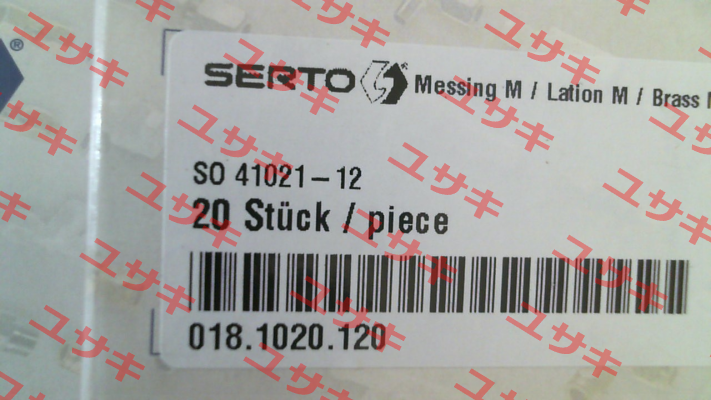 ®
SERTO Messing M / Lation M / Brass M
SO 41021-12
20 Stück / piece
018.1020.120
ユサキ